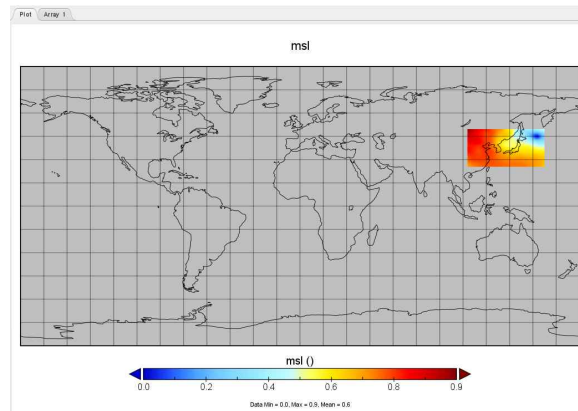 Plot Array 1
msl
msl ()
0.0 0.2 0.4 0.6 0.7 0.9
Data Min = 0.0, Max = 0.9, Mean = 0.6